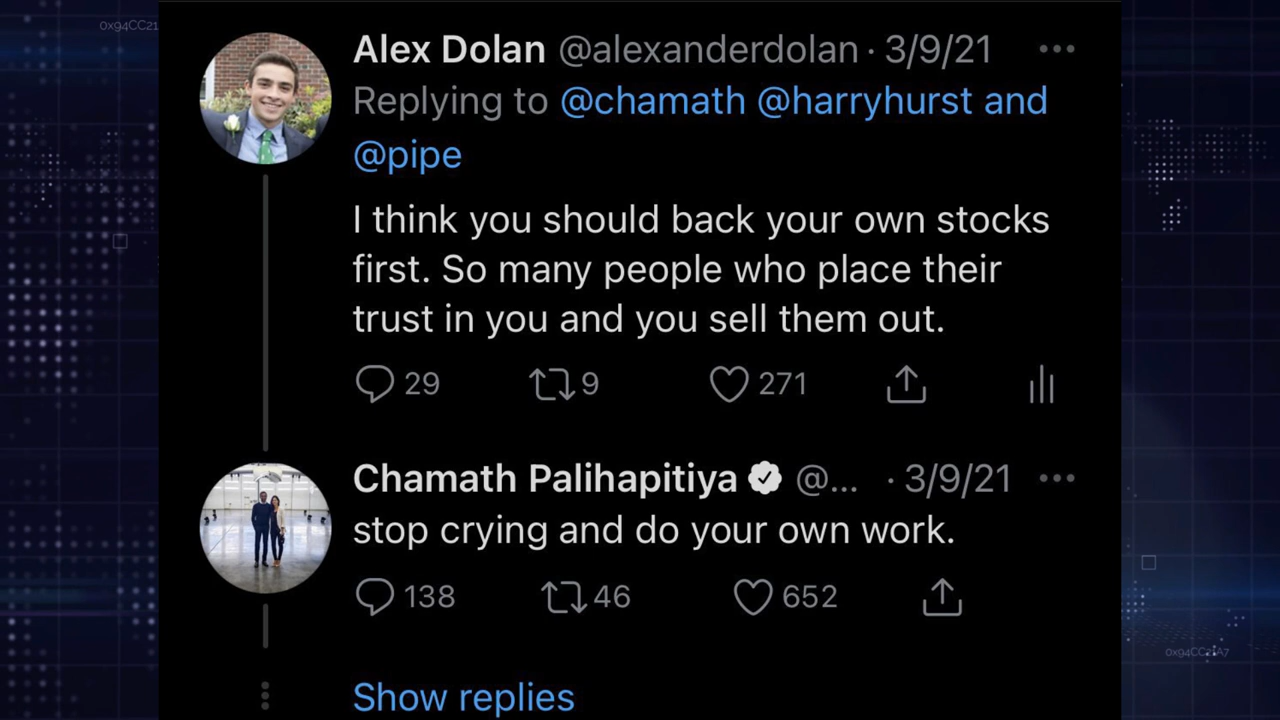 0x94CC21
Alex Dolan @alexanderdolan · 3/9/21
Replying to @chamath @harryhurst and
@pipe
I think you should back your own stocks
first. So many people who place their
trust in you and you sell them out.
29 9 271
Chamath Palihapitiya @... · 3/9/21
stop crying and do your own work.
138 46 652
0x94CC21A7
Show replies